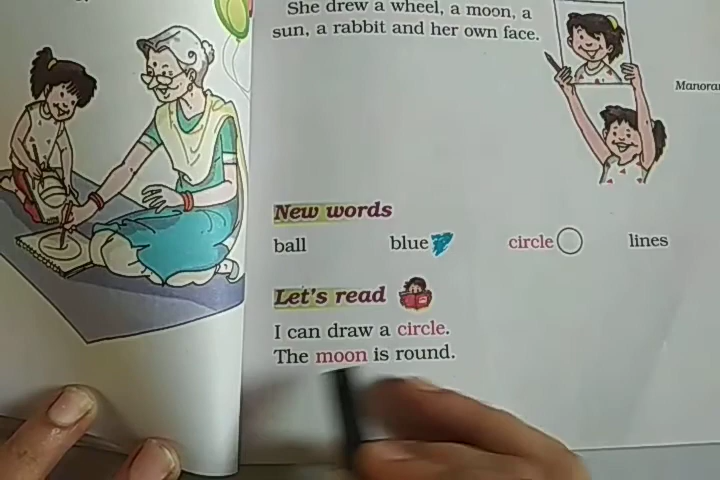 She drew a wheel, a moon, a
sun, a rabbit and her own face.
New words
ball blue circle lines
Let's read
I can draw a circle.
The moon is round.